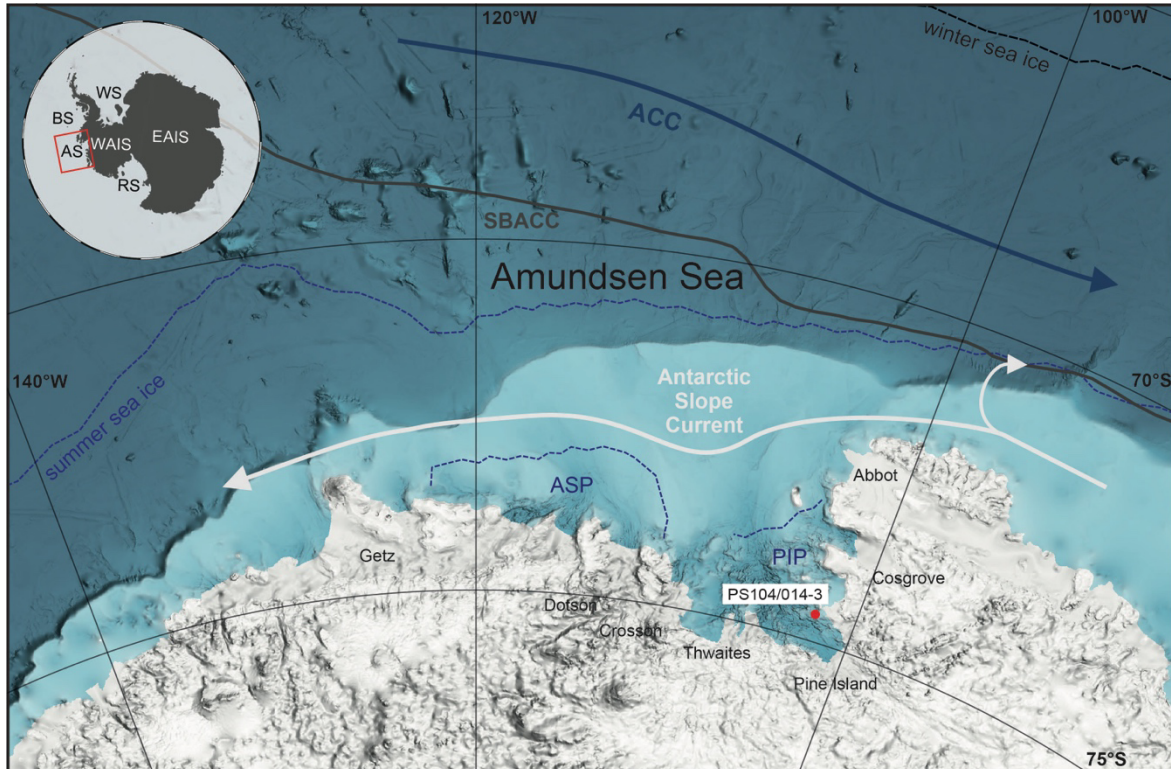 120°W
100°W
winter sea ice
WS
BS
EAIS
WAIS
AS
RS
ACC
SBACC
Amundsen Sea
140°W
70°S
summer sea ice
Antarctic
Slope
Current
ASP
Abbot
Getz
PIP
Cosgrove
PS104/014-3
Dotson
Crosson
Thwaites
Pine Island
75°S